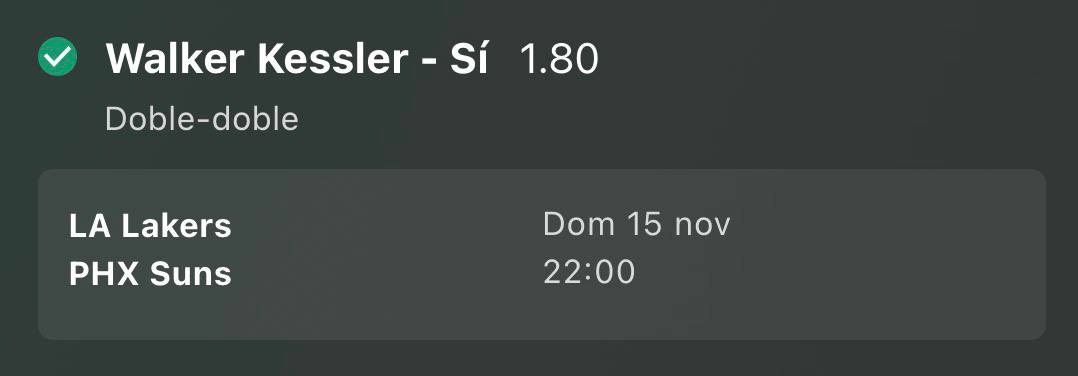 Walker Kessler - Sí 1.80
Doble-doble
LA Lakers
Dom 15 nov
PHX Suns
22:00